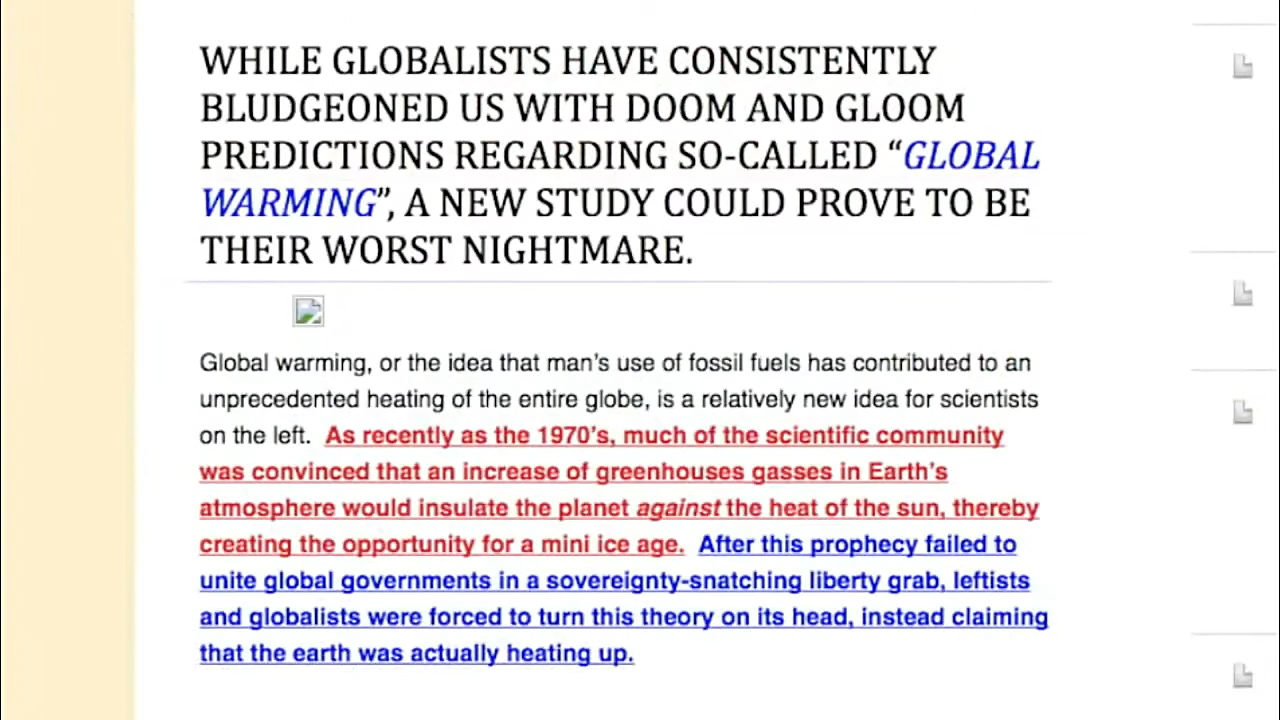 WHILE GLOBALISTS HAVE CONSISTENTLY
BLUDGEONED US WITH DOOM AND GLOOM
PREDICTIONS REGARDING SO-CALLED “GLOBAL
WARMING”, A NEW STUDY COULD PROVE TO BE
THEIR WORST NIGHTMARE.
Global warming, or the idea that man’s use of fossil fuels has contributed to an
unprecedented heating of the entire globe, is a relatively new idea for scientists
on the left. As recently as the 1970’s, much of the scientific community
was convinced that an increase of greenhouses gasses in Earth’s
atmosphere would insulate the planet against the heat of the sun, thereby
creating the opportunity for a mini ice age. After this prophecy failed to
unite global governments in a sovereignty-snatching liberty grab, leftists
and globalists were forced to turn this theory on its head, instead claiming
that the earth was actually heating up.